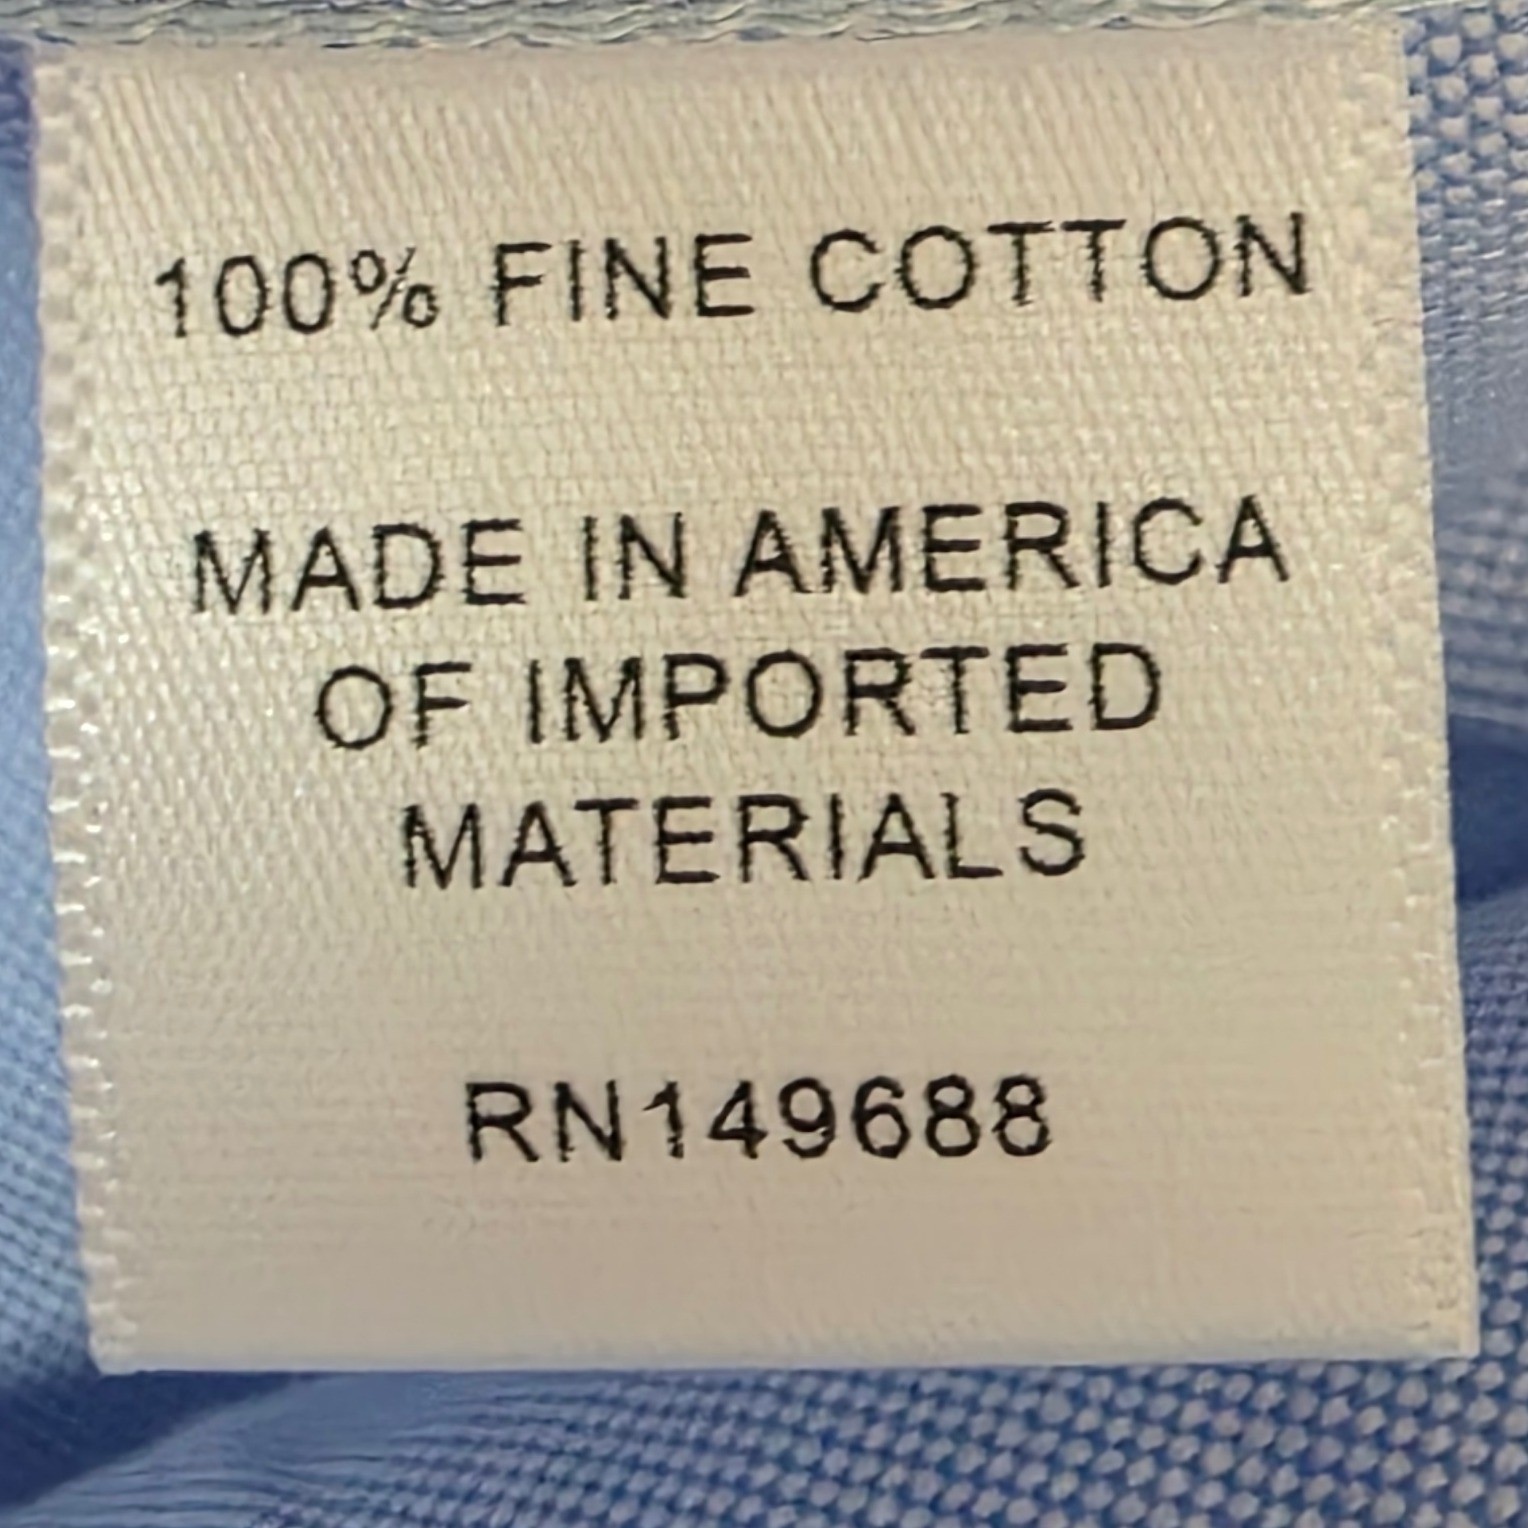 100% FINE COTTON
MADE IN AMERICA
OF IMPORTED
MATERIALS
RN149688